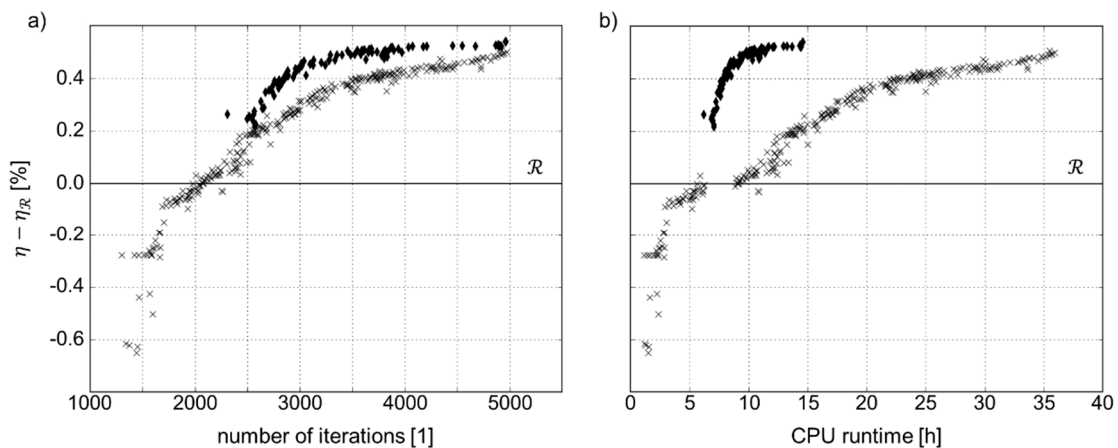 a)
b)
0.4
0.2
0.0
-0.2
-0.4
-0.6
η − ηℛ [%]
ℛ
ℛ
1000 2000 3000 4000 5000
0 5 10 15 20 25 30 35 40
number of iterations [1]
CPU runtime [h]